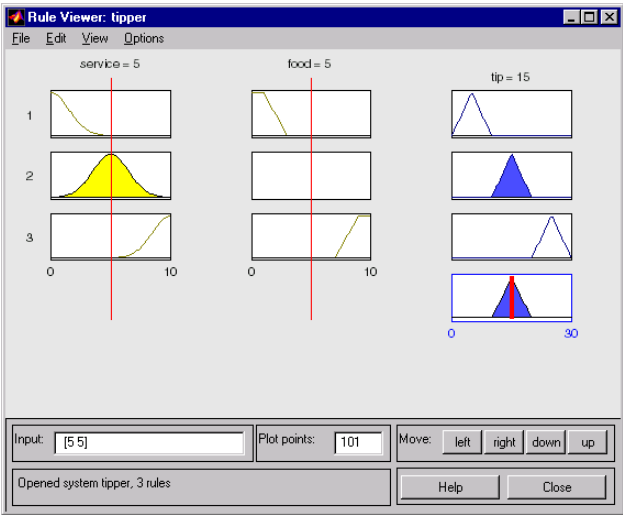 Rule Viewer: tipper
File Edit View Options
service = 5
food = 5
tip = 15
1
2
3
0 10
0 10
0 30
Input: [5 5]
Plot points: 101
Move: left right down up
Opened system tipper, 3 rules
Help Close